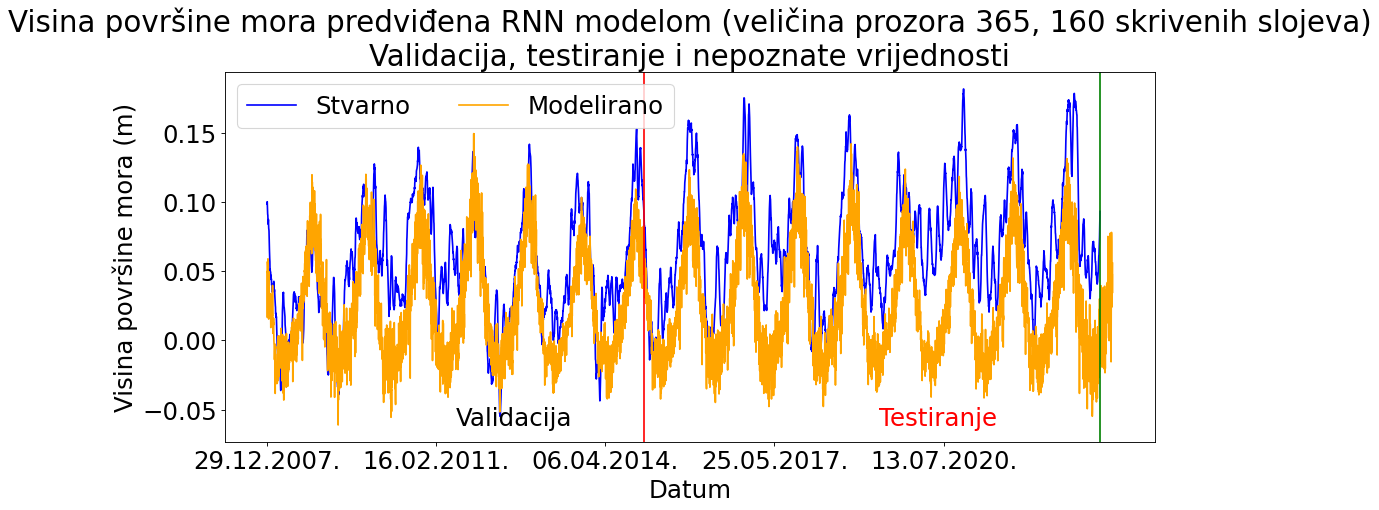 Visina površine mora predviđena RNN modelom (veličina prozora 365, 160 skrivenih slojeva)
Validacija, testiranje i nepoznate vrijednosti
Stvarno Modelirano
Visina površine mora (m)
0.15
0.10
0.05
0.00
−0.05
Validacija Testiranje
29.12.2007. 16.02.2011. 06.04.2014. 25.05.2017. 13.07.2020.
Datum